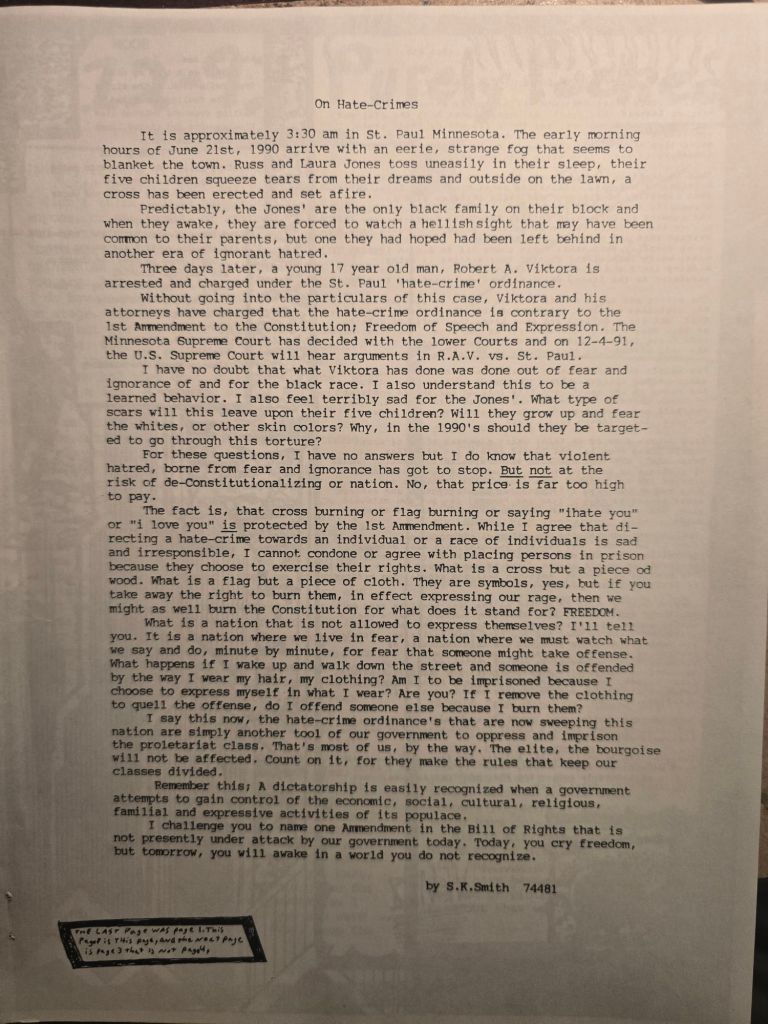 On Hate-Crimes
It is approximately 3:30 am in St. Paul Minnesota. The early morning
hours of June 21st, 1990 arrive with an eerie, strange fog that seems to
blanket the town. Russ and Laura Jones toss uneasily in their sleep, their
five children squeeze tears from their dreams and outside on the lawn, a
cross has been erected and set afire.
Predictably, the Jones' are the only black family on their block and
when they awake, they are forced to watch a hellish sight that may have been
common to their parents, but one they had hoped had been left behind in
another era of ignorant hatred.
Three days later, a young 17 year old man, Robert A. Viktora is
arrested and charged under the St. Paul 'hate-crime' ordinance.
Without going into the particulars of this case, Viktora and his
attorneys have charged that the hate-crime ordinance is contrary to the
1st Ammendment to the Constitution; Freedom of Speech and Expression. The
Minnesota Supreme Court has decided with the lower Courts and on 12-4-91,
the U.S. Supreme Court will hear arguments in R.A.V. vs. St. Paul.
I have no doubt that what Viktora has done was done out of fear and
ignorance of and for the black race. I also understand this to be a
learned behavior. I also feel terribly sad for the Jones'. What type of
scars will this leave upon their five children? Will they grow up and fear
the whites, or other skin colors? Why, in the 1990's should they be target-
ed to go through this torture?
For these questions, I have no answers but I do know that violent
hatred, borne from fear and ignorance has got to stop. But not at the
risk of de-Constitutionalizing or nation. No, that price is far too high
to pay.
The fact is, that cross burning or flag burning or saying "ihate you"
or "i love you" is protected by the 1st Ammendment. While I agree that di-
recting a hate-crime towards an individual or a race of individuals is sad
and irresponsible, I cannot condone or agree with placing persons in prison
because they choose to exercise their rights. What is a cross but a piece od
wood. What is a flag but a piece of cloth. They are symbols, yes, but if you
take away the right to burn them, in effect expressing our rage, then we
might as well burn the Constitution for what does it stand for? FREEDOM.
What is a nation that is not allowed to express themselves? I'll tell
you. It is a nation where we live in fear, a nation where we must watch what
we say and do, minute by minute, for fear that someone might take offense.
What happens if I wake up and walk down the street and someone is offended
by the way I wear my hair, my clothing? Am I to be imprisoned because I
choose to express myself in what I wear? Are you? If I remove the clothing
to quell the offense, do I offend someone else because I burn them?
I say this now, the hate-crime ordinance's that are now sweeping this
nation are simply another tool of our government to oppress and imprison
the proletariat class. That's most of us, by the way. The elite, the bourgoise
will not be affected. Count on it, for they make the rules that keep our
classes divided.
Remember this; A dictatorship is easily recognized when a government
attempts to gain control of the economic, social, cultural, religious,
familial and expressive activities of its populace.
I challenge you to name one Ammendment in the Bill of Rights that is
not presently under attack by our government today. Today, you cry freedom,
but tomorrow, you will awake in a world you do not recognize.
by S.K.Smith 74481
THE LAST Page WAS page 1. This
Page is THis page, and the NexT page
is page 3 that is Not page 4,